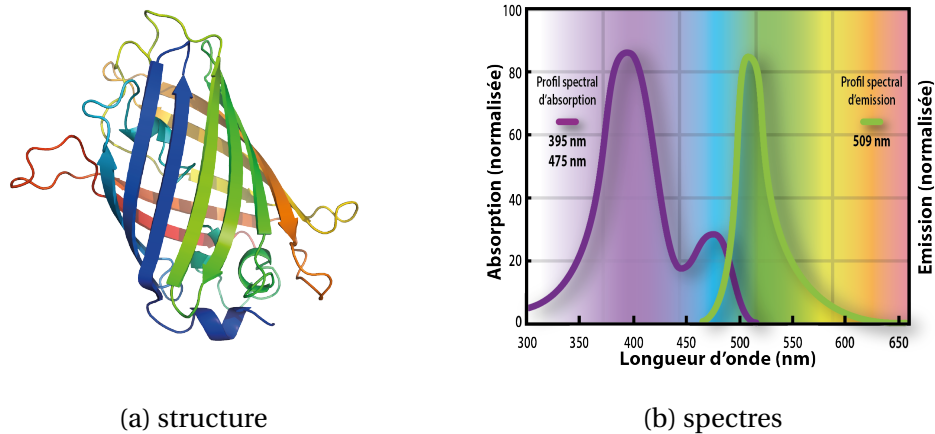 100
80
60
40
20
0
Absorption (normalisée)
Profil spectral
d'absorption
395 nm
475 nm
Profil spectral
d'emission
509 nm
Emission (normalisée)
300 350 400 450 500 550 600 650
Longueur d'onde (nm)
(a) structure
(b) spectres